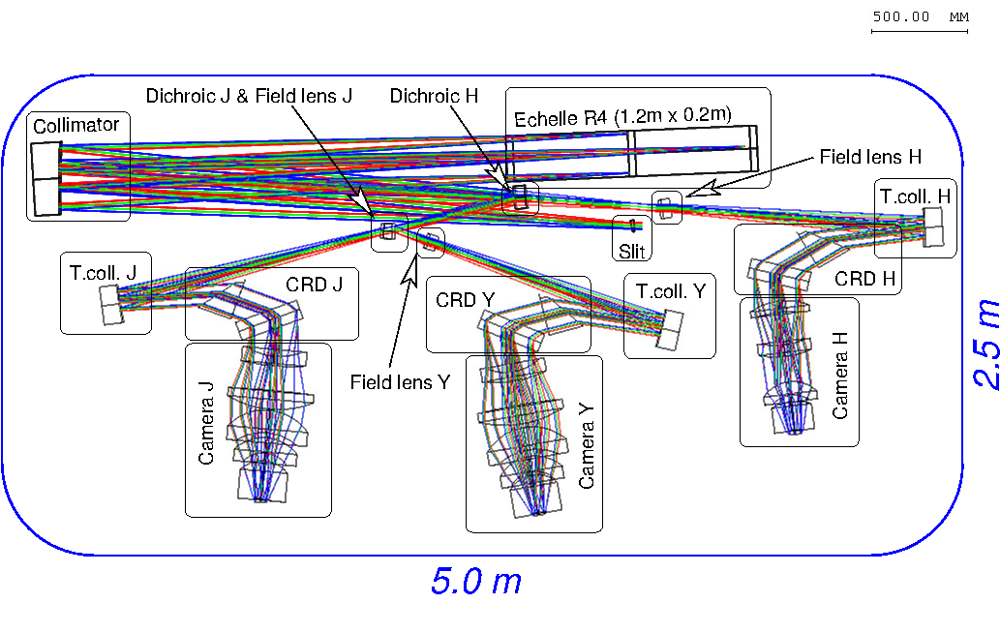 500.00 MM
Dichroic J & Field lens J
Dichroic H
Collimator
Echelle R4 (1.2m x 0.2m)
Field lens H
T.coll. H
Slit
T.coll. J
CRD J
CRD Y
T.coll. Y
CRD H
Field lens Y
Camera J
Camera Y
Camera H
2.5 m
5.0 m